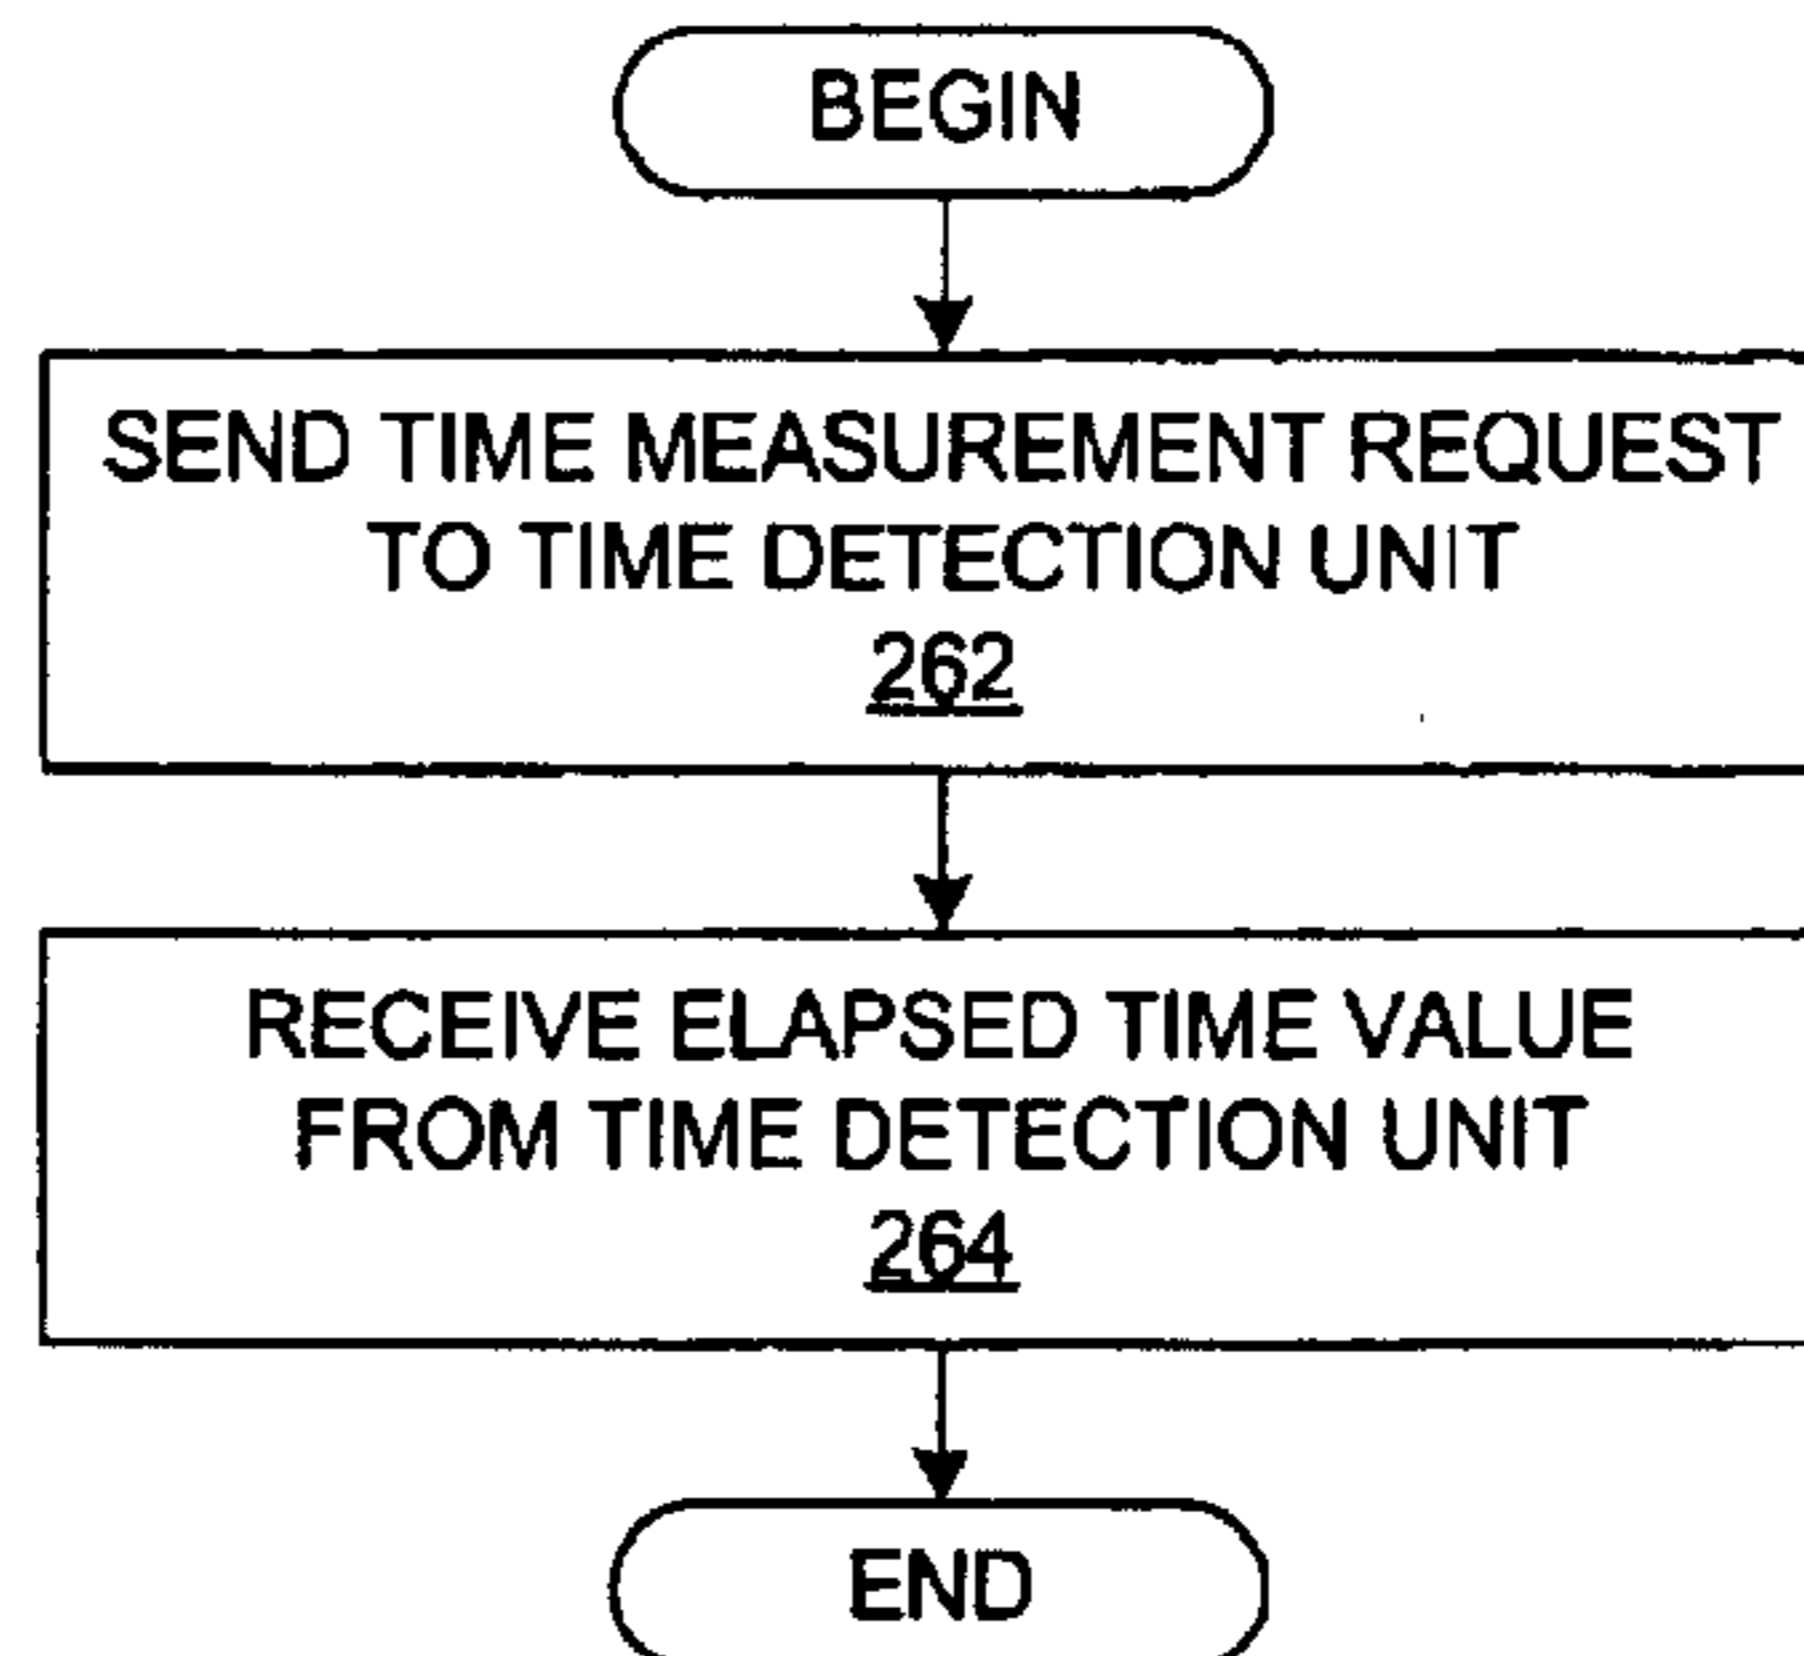 BEGIN
SEND TIME MEASUREMENT REQUEST
TO TIME DETECTION UNIT
262
RECEIVE ELAPSED TIME VALUE
FROM TIME DETECTION UNIT
264
END